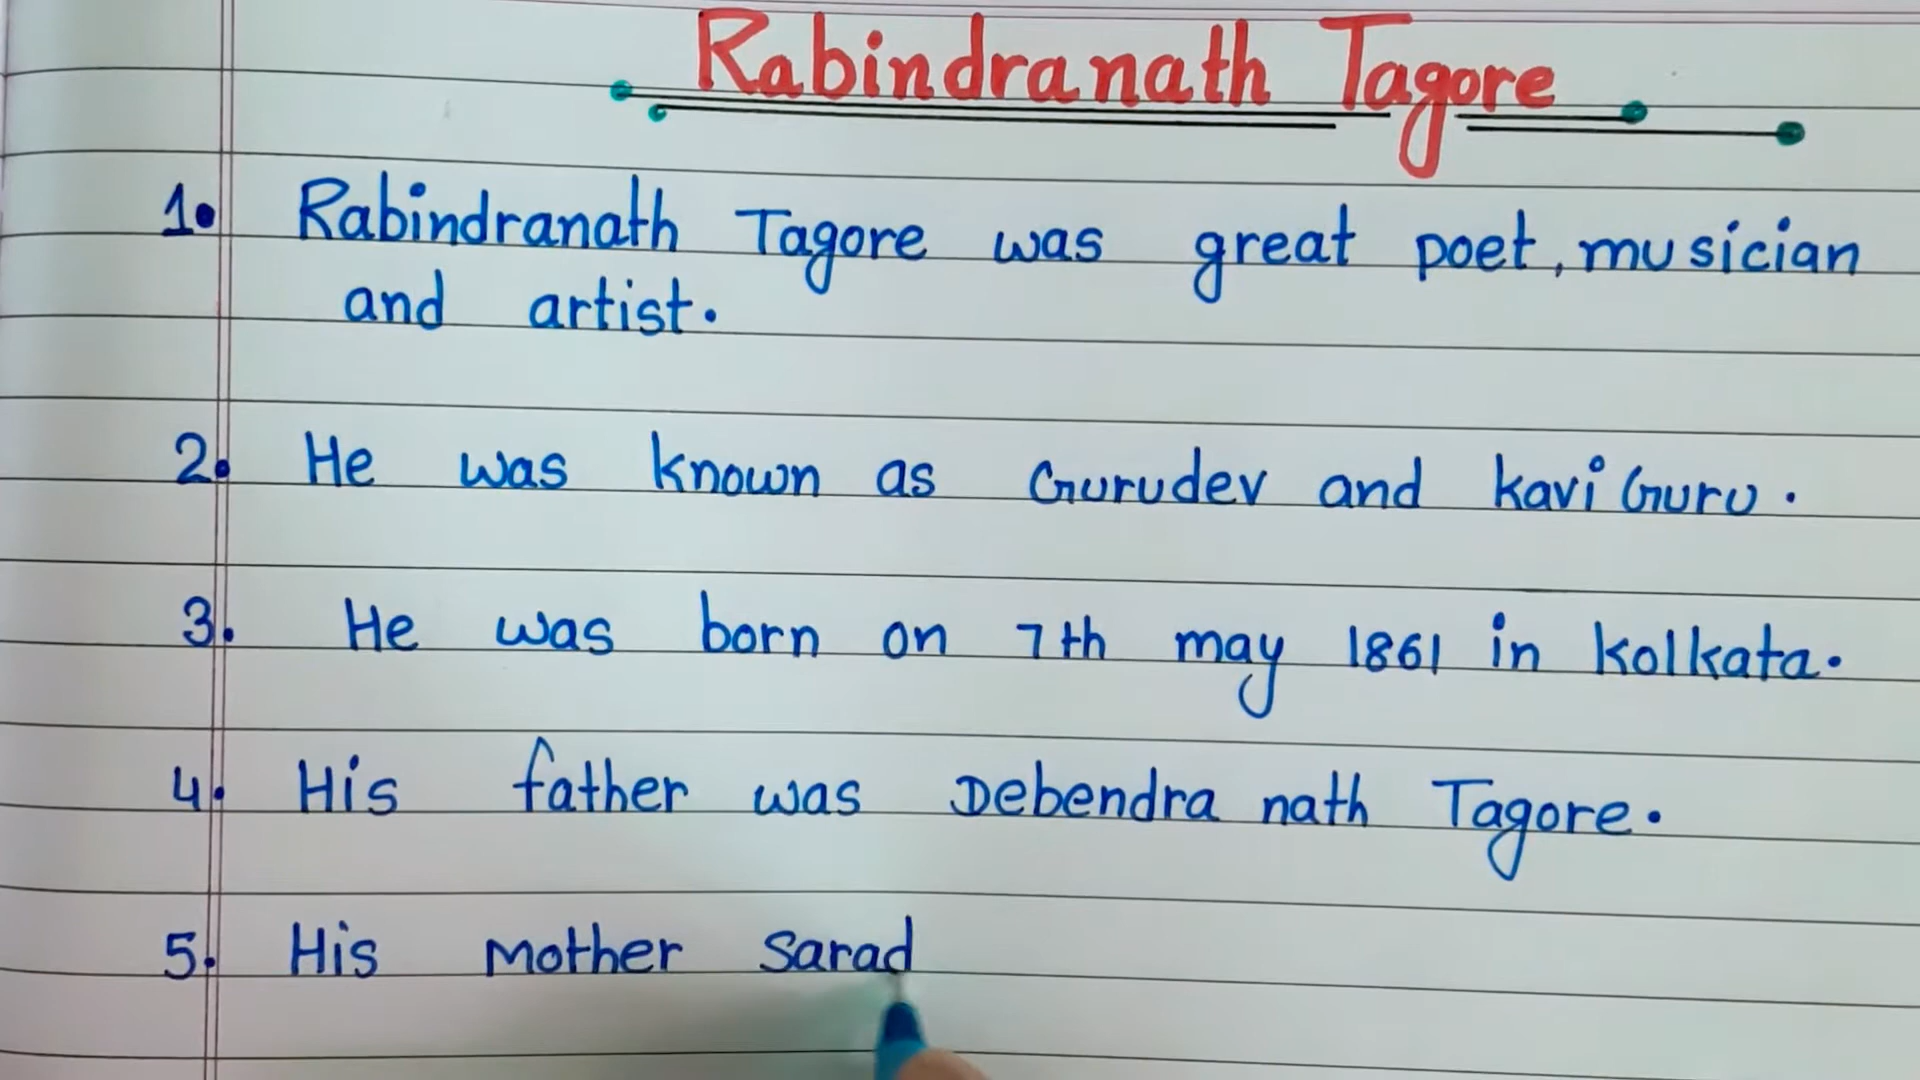 Rabindranath Tagore
1. Rabindranath Tagore was great poet, musician
and artist.
2. He was known as Gurudev and kavi Guru.
3. He was born on 7th may 1861 in kolkata.
4. His father was Debendra nath Tagore.
5. His mother sarad